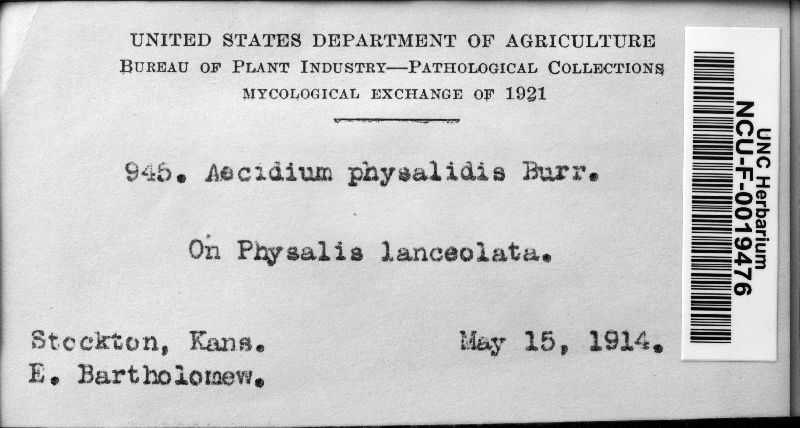 UNITED STATES DEPARTMENT OF AGRICULTURE
BUREAU OF PLANT INDUSTRY—PATHOLOGICAL COLLECTIONS
MYCOLOGICAL EXCHANGE OF 1921
945. Aecidium physalidis Burr.
On Physalis lanceolata.
Stockton, Kans. May 15, 1914.
E. Bartholomew.
UNC Herbarium
NCU-F-0019476